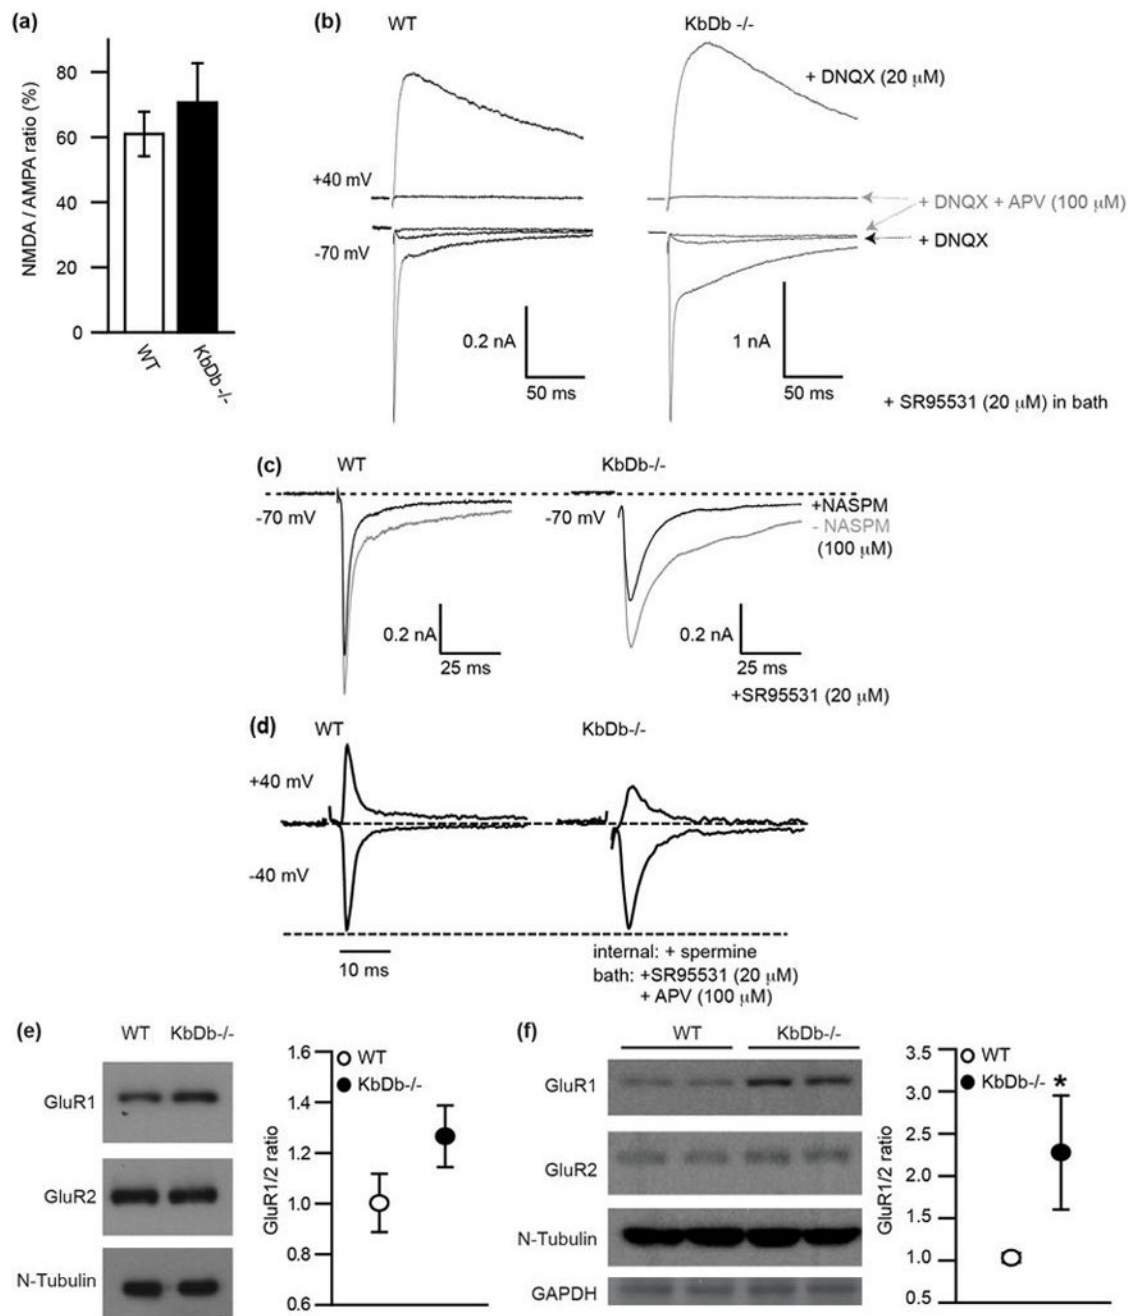 (a)
NMDA / AMPA ratio (%)
80
60
40
20
0
WT
KbDb -/-
(b)
WT
KbDb -/-
+ DNQX (20 μM)
+40 mV
+ DNQX + APV (100 μM)
+ DNQX
-70 mV
0.2 nA
50 ms
1 nA
50 ms
+ SR95531 (20 μM) in bath
(c)
WT
KbDb-/-
-70 mV
-70 mV
+NASPM
- NASPM
(100 μM)
0.2 nA
25 ms
0.2 nA
25 ms
+SR95531 (20 μM)
(d)
WT
KbDb-/-
+40 mV
-40 mV
10 ms
internal: + spermine
bath: +SR95531 (20 μM)
+ APV (100 μM)
(e)
WT KbDb-/-
GluR1
GluR2
N-Tubulin
GluR1/2 ratio
1.6
1.4
1.2
1.0
0.8
0.6
WT
KbDb-/-
(f)
WT KbDb-/-
GluR1
GluR2
N-Tubulin
GAPDH
GluR1/2 ratio
3.5
3.0
2.5
2.0
1.5
1.0
0.5
WT
KbDb-/- *